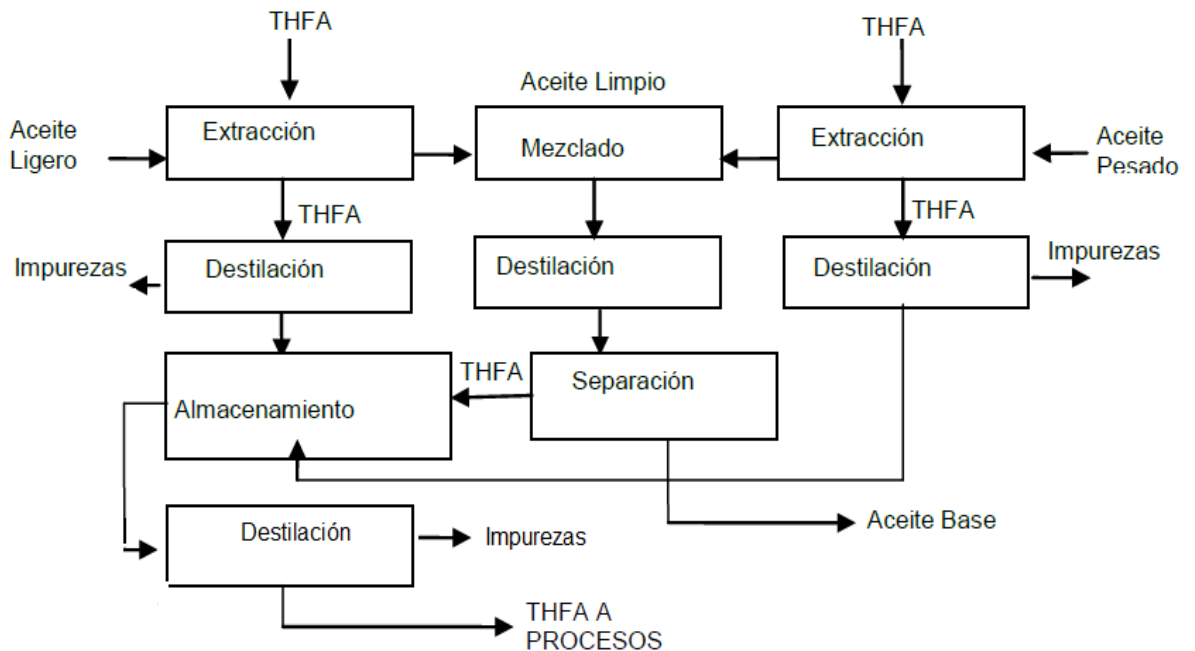 THFA
THFA
Aceite Limpio
Aceite
Ligero
Extracción
Mezclado
Extracción
Aceite
Pesado
THFA
THFA
Impurezas
Destilación
Destilación
Destilación
Impurezas
Almacenamiento
THFA
Separación
Destilación
Impurezas
Aceite Base
THFA A
PROCESOS